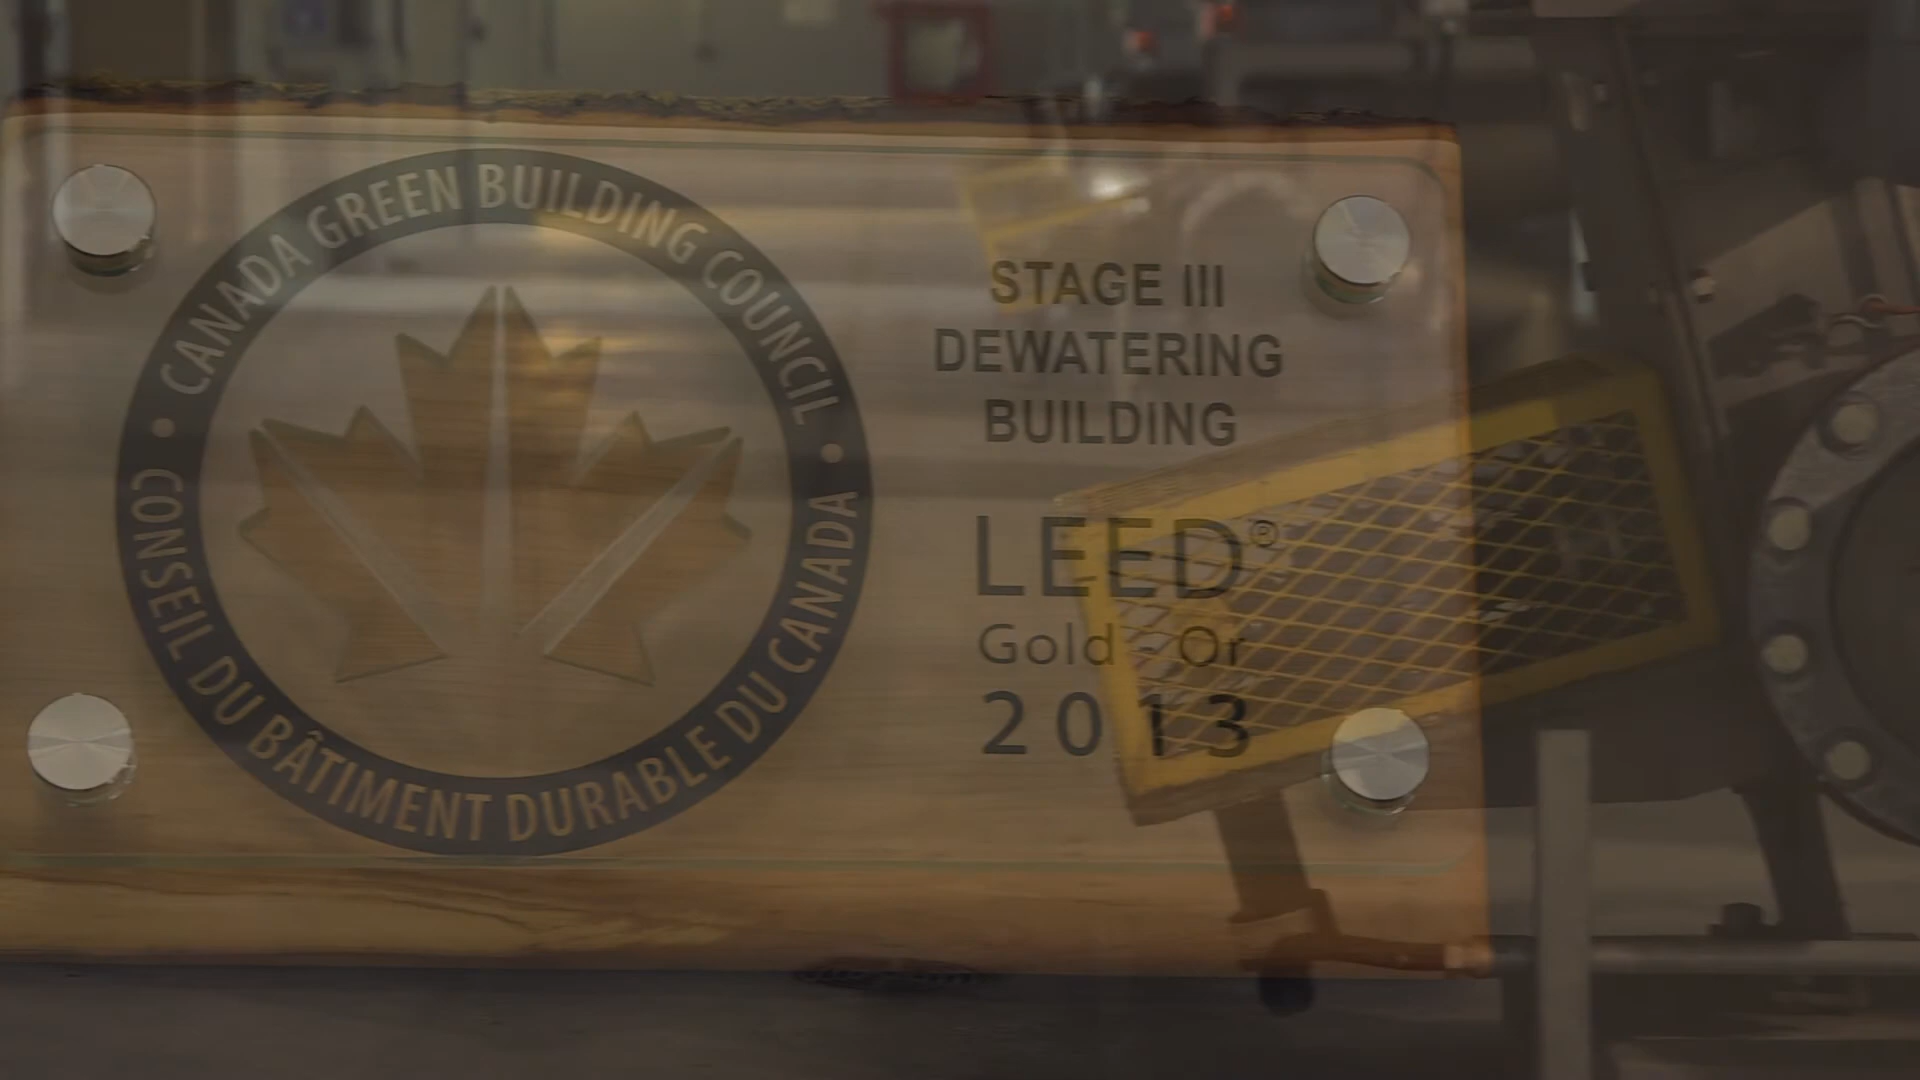 CANADA GREEN BUILDING COUNCIL
CONSEIL DU BÂTIMENT DURABLE DU CANADA
STAGE III
DEWATERING
BUILDING
LEED®
Gold - Or
2013